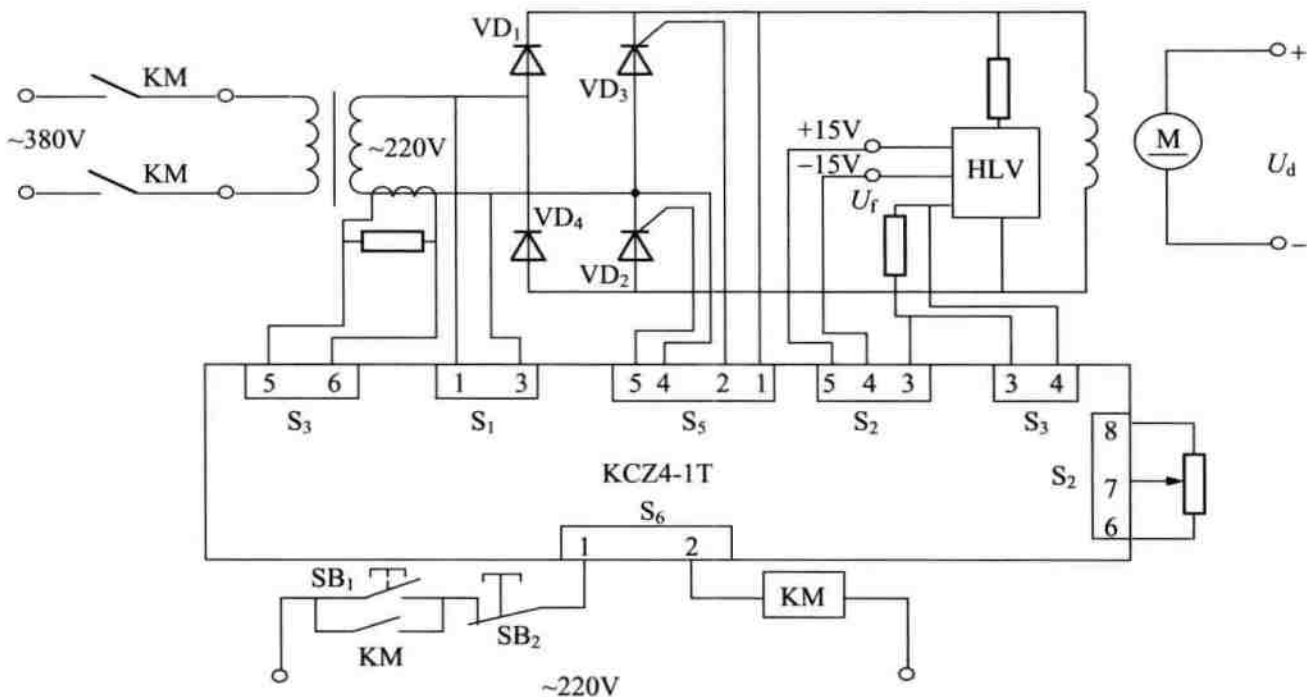 VD₁
KM
VD₃
+
~380V
~220V
+15V
M
KM
−15V
HLV
U_d
U_f
VD₄
VD₂
−
5 6
1 3
5 4 2 1
5 4 3
3 4
S₃
S₁
S₅
S₂
S₃
8
KCZ4-1T
S₂
7
S₆
6
1 2
SB₁
KM
SB₂
KM
~220V